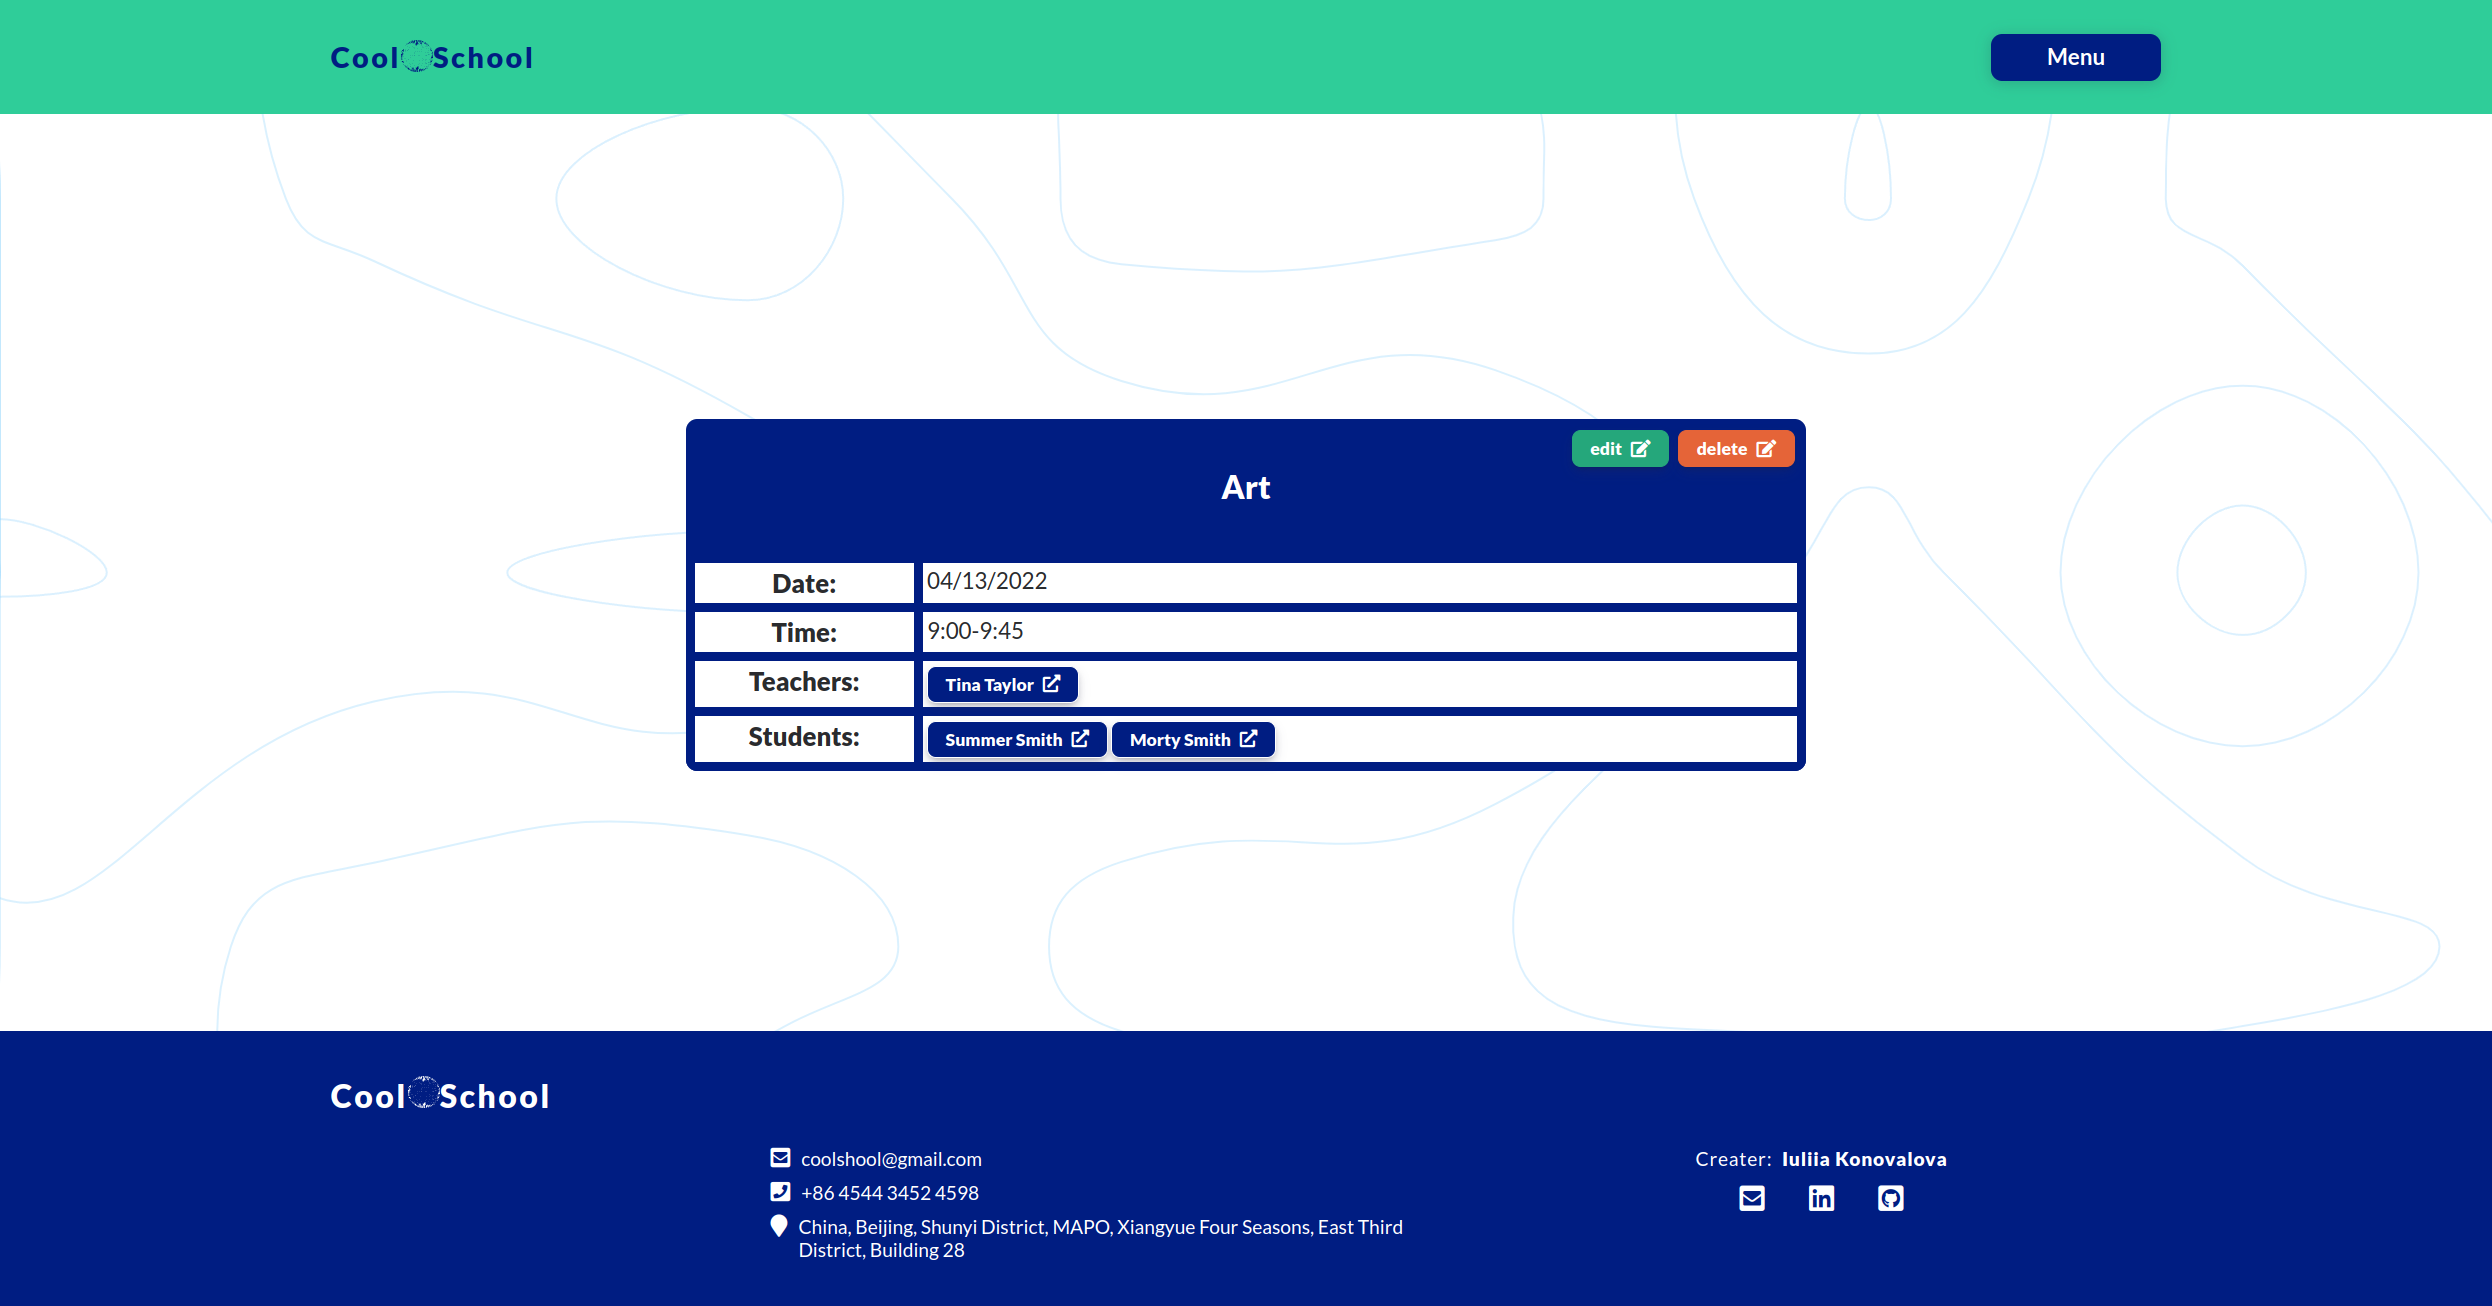 Cool School
Menu
edit
delete
Art
Date:
04/13/2022
Time:
9:00-9:45
Teachers:
Tina Taylor
Students:
Summer Smith
Morty Smith
Cool School
coolshool@gmail.com
+86 4544 3452 4598
China, Beijing, Shunyi District, MAPO, Xiangyue Four Seasons, East Third
District, Building 28
Creater: Iuliia Konovalova